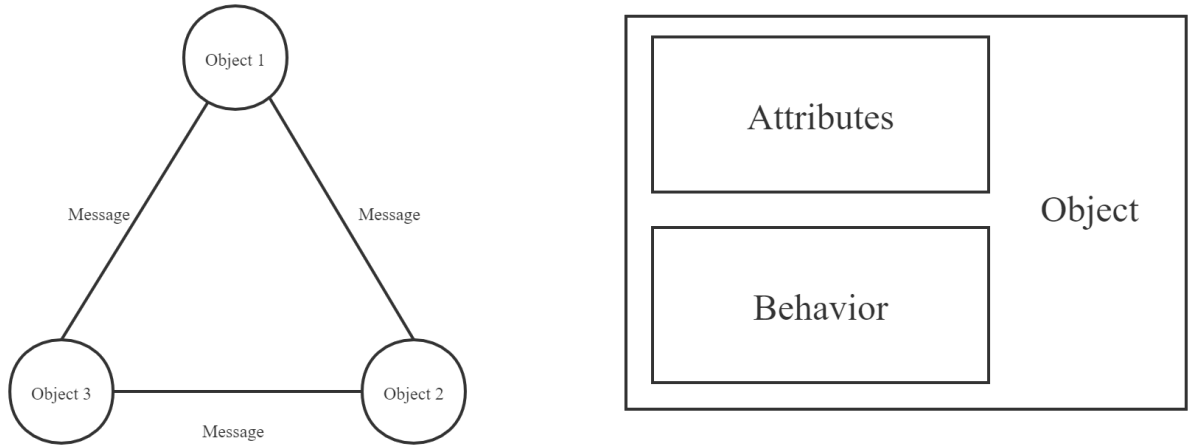 Object 1
Message
Message
Object 3
Object 2
Message
Attributes
Object
Behavior